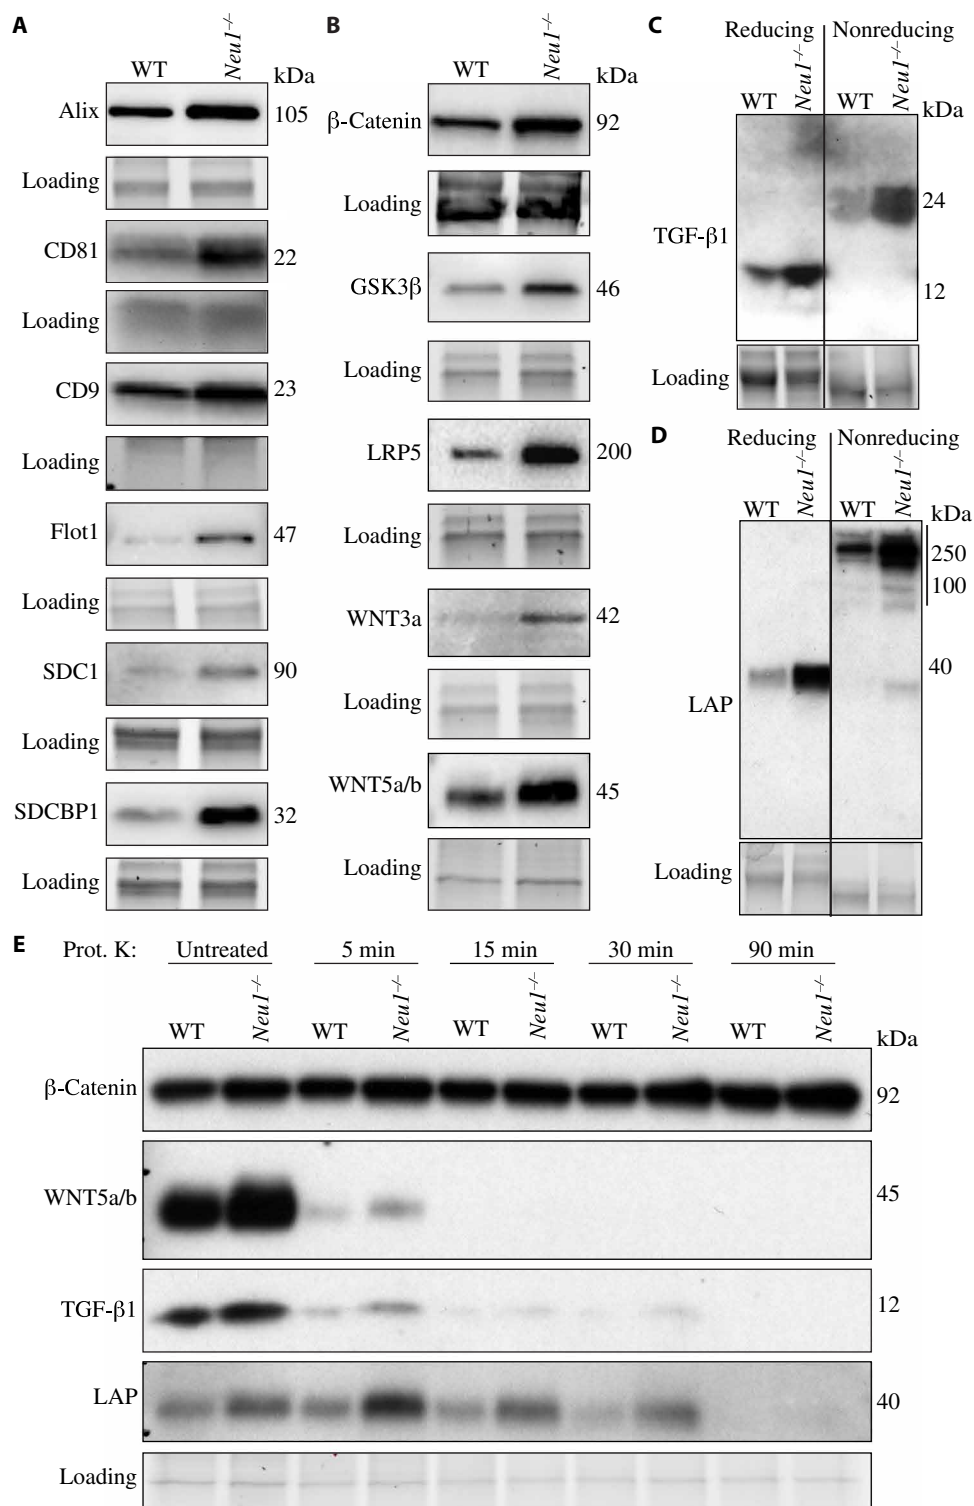 A
WT
Neu1−/−
kDa
Alix
105
Loading
CD81
22
Loading
CD9
23
Loading
Flot1
47
Loading
SDC1
90
Loading
SDCBP1
32
Loading
B
WT
Neu1−/−
kDa
β-Catenin
92
Loading
GSK3β
46
Loading
LRP5
200
Loading
WNT3a
42
Loading
WNT5a/b
45
Loading
C
Reducing Nonreducing
WT Neu1−/− WT Neu1−/−
kDa
24
TGF-β1
12
Loading
D
Reducing Nonreducing
WT Neu1−/− WT Neu1−/−
kDa
250
100
40
LAP
Loading
E
Prot. K: Untreated 5 min 15 min 30 min 90 min
WT Neu1−/− WT Neu1−/− WT Neu1−/− WT Neu1−/− WT Neu1−/−
kDa
β-Catenin 92
WNT5a/b 45
TGF-β1 12
LAP 40
Loading